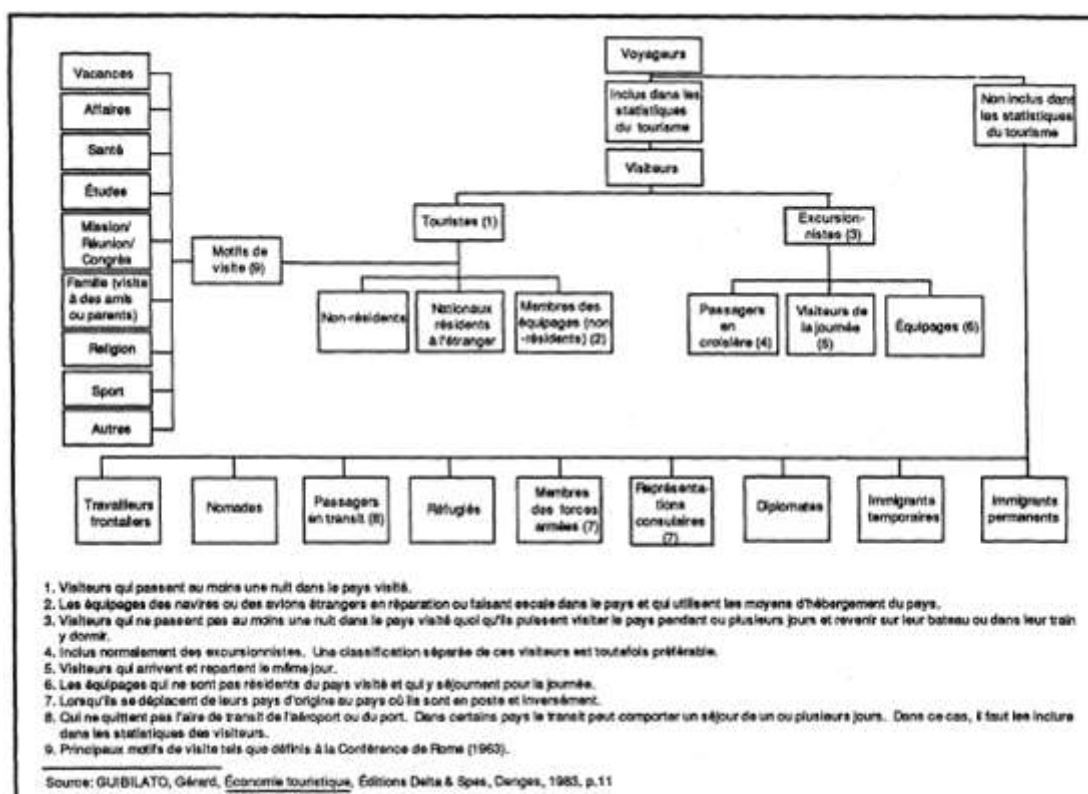 Voyageurs
Inclus dans les
statistiques
du tourisme
Non inclus dans
les statistiques
du tourisme
Visiteurs
Touristes (1)
Excursion-
nistes (3)
Motifs de
visite (9)
Vacances
Affaires
Santé
Études
Mission/
Réunion/
Congrès
Famille (visite
à des amis
ou parents)
Religion
Sport
Autres
Non-résidents
Nationaux
résidents
à l'étranger
Membres des
équipages (non
-résidents) (2)
Passagers
en
croisière (4)
Visiteurs de
la journée
(5)
Équipages (6)
Travailleurs
frontaliers
Nomades
Passagers
en transit (8)
Réfugiés
Membres
des forces
armées (7)
Représenta-
tions
consulaires
(7)
Diplomates
Immigrants
temporaires
Immigrants
permanents
1. Visiteurs qui passent au moins une nuit dans le pays visité.
2. Les équipages des navires ou des avions étrangers en réparation ou faisant escale dans le pays et qui utilisent les moyens d'hébergement du pays.
3. Visiteurs qui ne passent pas au moins une nuit dans le pays visité quoi qu'ils puissent visiter le pays pendant ou plusieurs jours et revenir sur leur bateau ou dans leur train
y dormir.
4. Inclus normalement des excursionnistes. Une classification séparée de ces visiteurs est toutefois préférable.
5. Visiteurs qui arrivent et repartent le même jour.
6. Les équipages qui ne sont pas résidents du pays visité et qui y séjournent pour la journée.
7. Lorsqu'ils se déplacent de leurs pays d'origine au pays où ils sont en poste et inversément.
8. Qui ne quittent pas l'aire de transit de l'aéroport ou du port. Dans certains pays le transit peut comporter un séjour de un ou plusieurs jours. Dans ce cas, il faut les inclure
dans les statistiques des visiteurs.
9. Principaux motifs de visite tels que définis à la Conférence de Rome (1963).
Source: GUIBILATO, Gérard, Économie touristique, Éditions Delta & Spes, Denges, 1983, p.11